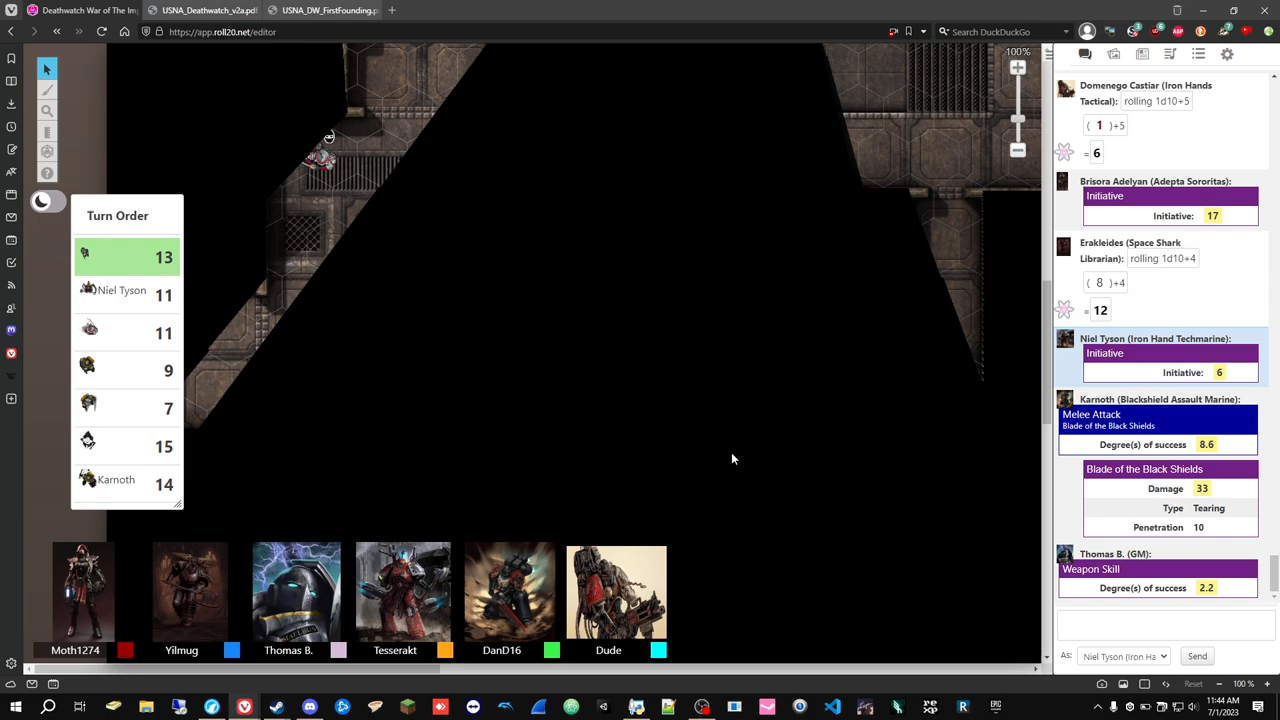 Deathwatch War of The Imp
USNA_Deathwatch_v2a.pdf
USNA_DW_FirstFounding.p
https://app.roll20.net/editor
Search DuckDuckGo
100%
Turn Order
13
Niel Tyson 11
11
9
7
15
Karnoth 14
Moth1274
Yilmug
Thomas B.
Tesserakt
DanD16
Dude
Domenego Castiar (Iron Hands
Tactical): rolling 1d10+5
( 1 )+5
= 6
Brisora Adelyan (Adepta Sororitas):
Initiative
Initiative: 17
Erakleides (Space Shark
Librarian): rolling 1d10+4
( 8 )+4
= 12
Niel Tyson (Iron Hand Techmarine):
Initiative
Initiative: 6
Karnoth (Blackshield Assault Marine):
Melee Attack
Blade of the Black Shields
Degree(s) of success 8.6
Blade of the Black Shields
Damage 33
Type Tearing
Penetration 10
Thomas B. (GM):
Weapon Skill
Degree(s) of success 2.2
As: Niel Tyson (Iron Ha
Send
Reset
100 %
11:44 AM
7/1/2023